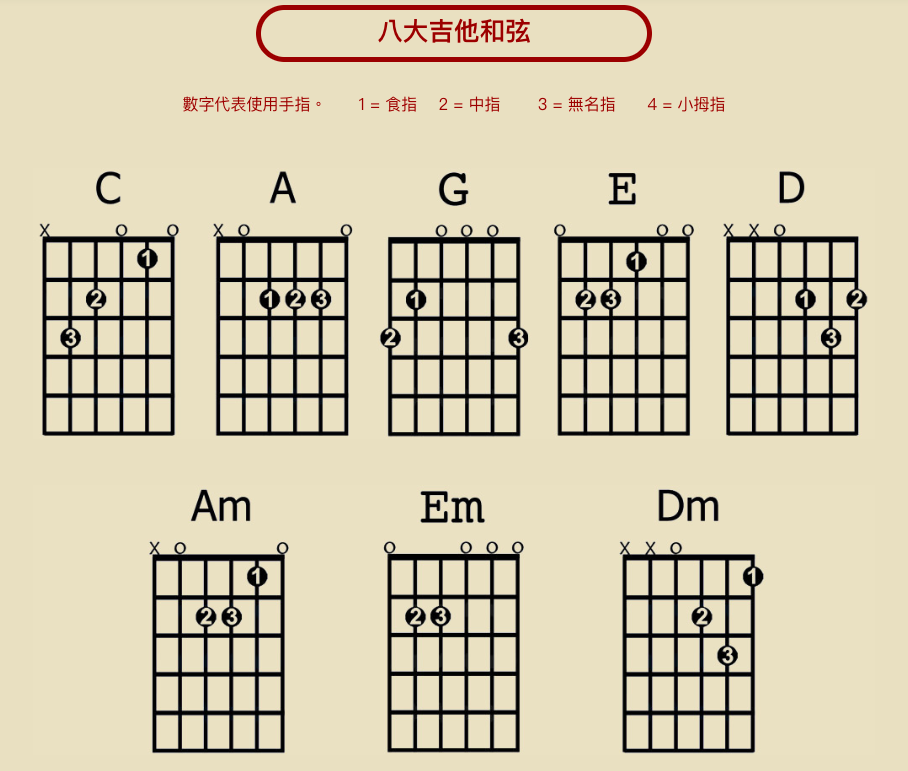 八大吉他和弦
數字代表使用手指。 1 = 食指 2 = 中指 3 = 無名指 4 = 小拇指
C A G E D
X O O X O O O O O O O O X X O
1 1
2 1 2 3 1 2 3 1 2
3 2 3 3
Am Em Dm
X O O O O O O X X O
1 1
2 3 2 3 2
3